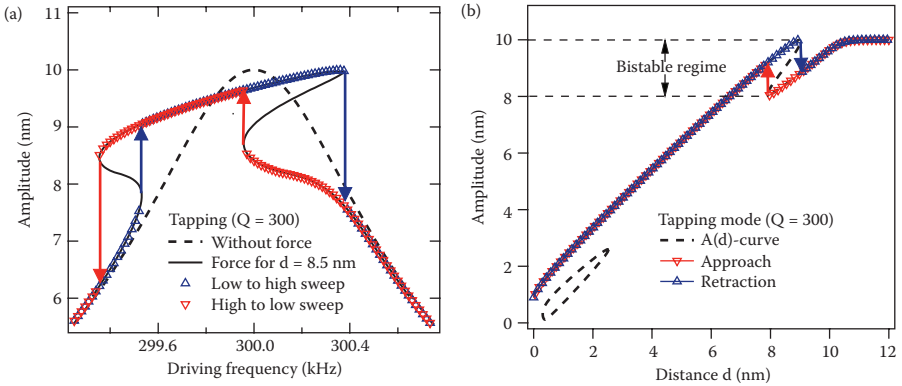 (a)
Amplitude (nm)
11
10
9
8
7
6
Tapping (Q = 300)
Without force
Force for d = 8.5 nm
Low to high sweep
High to low sweep
299.6
300.0
300.4
Driving frequency (kHz)
(b)
Amplitude (nm)
10
8
6
4
2
0
Bistable regime
Tapping mode (Q = 300)
A(d)-curve
Approach
Retraction
0
2
4
6
8
10
12
Distance d (nm)